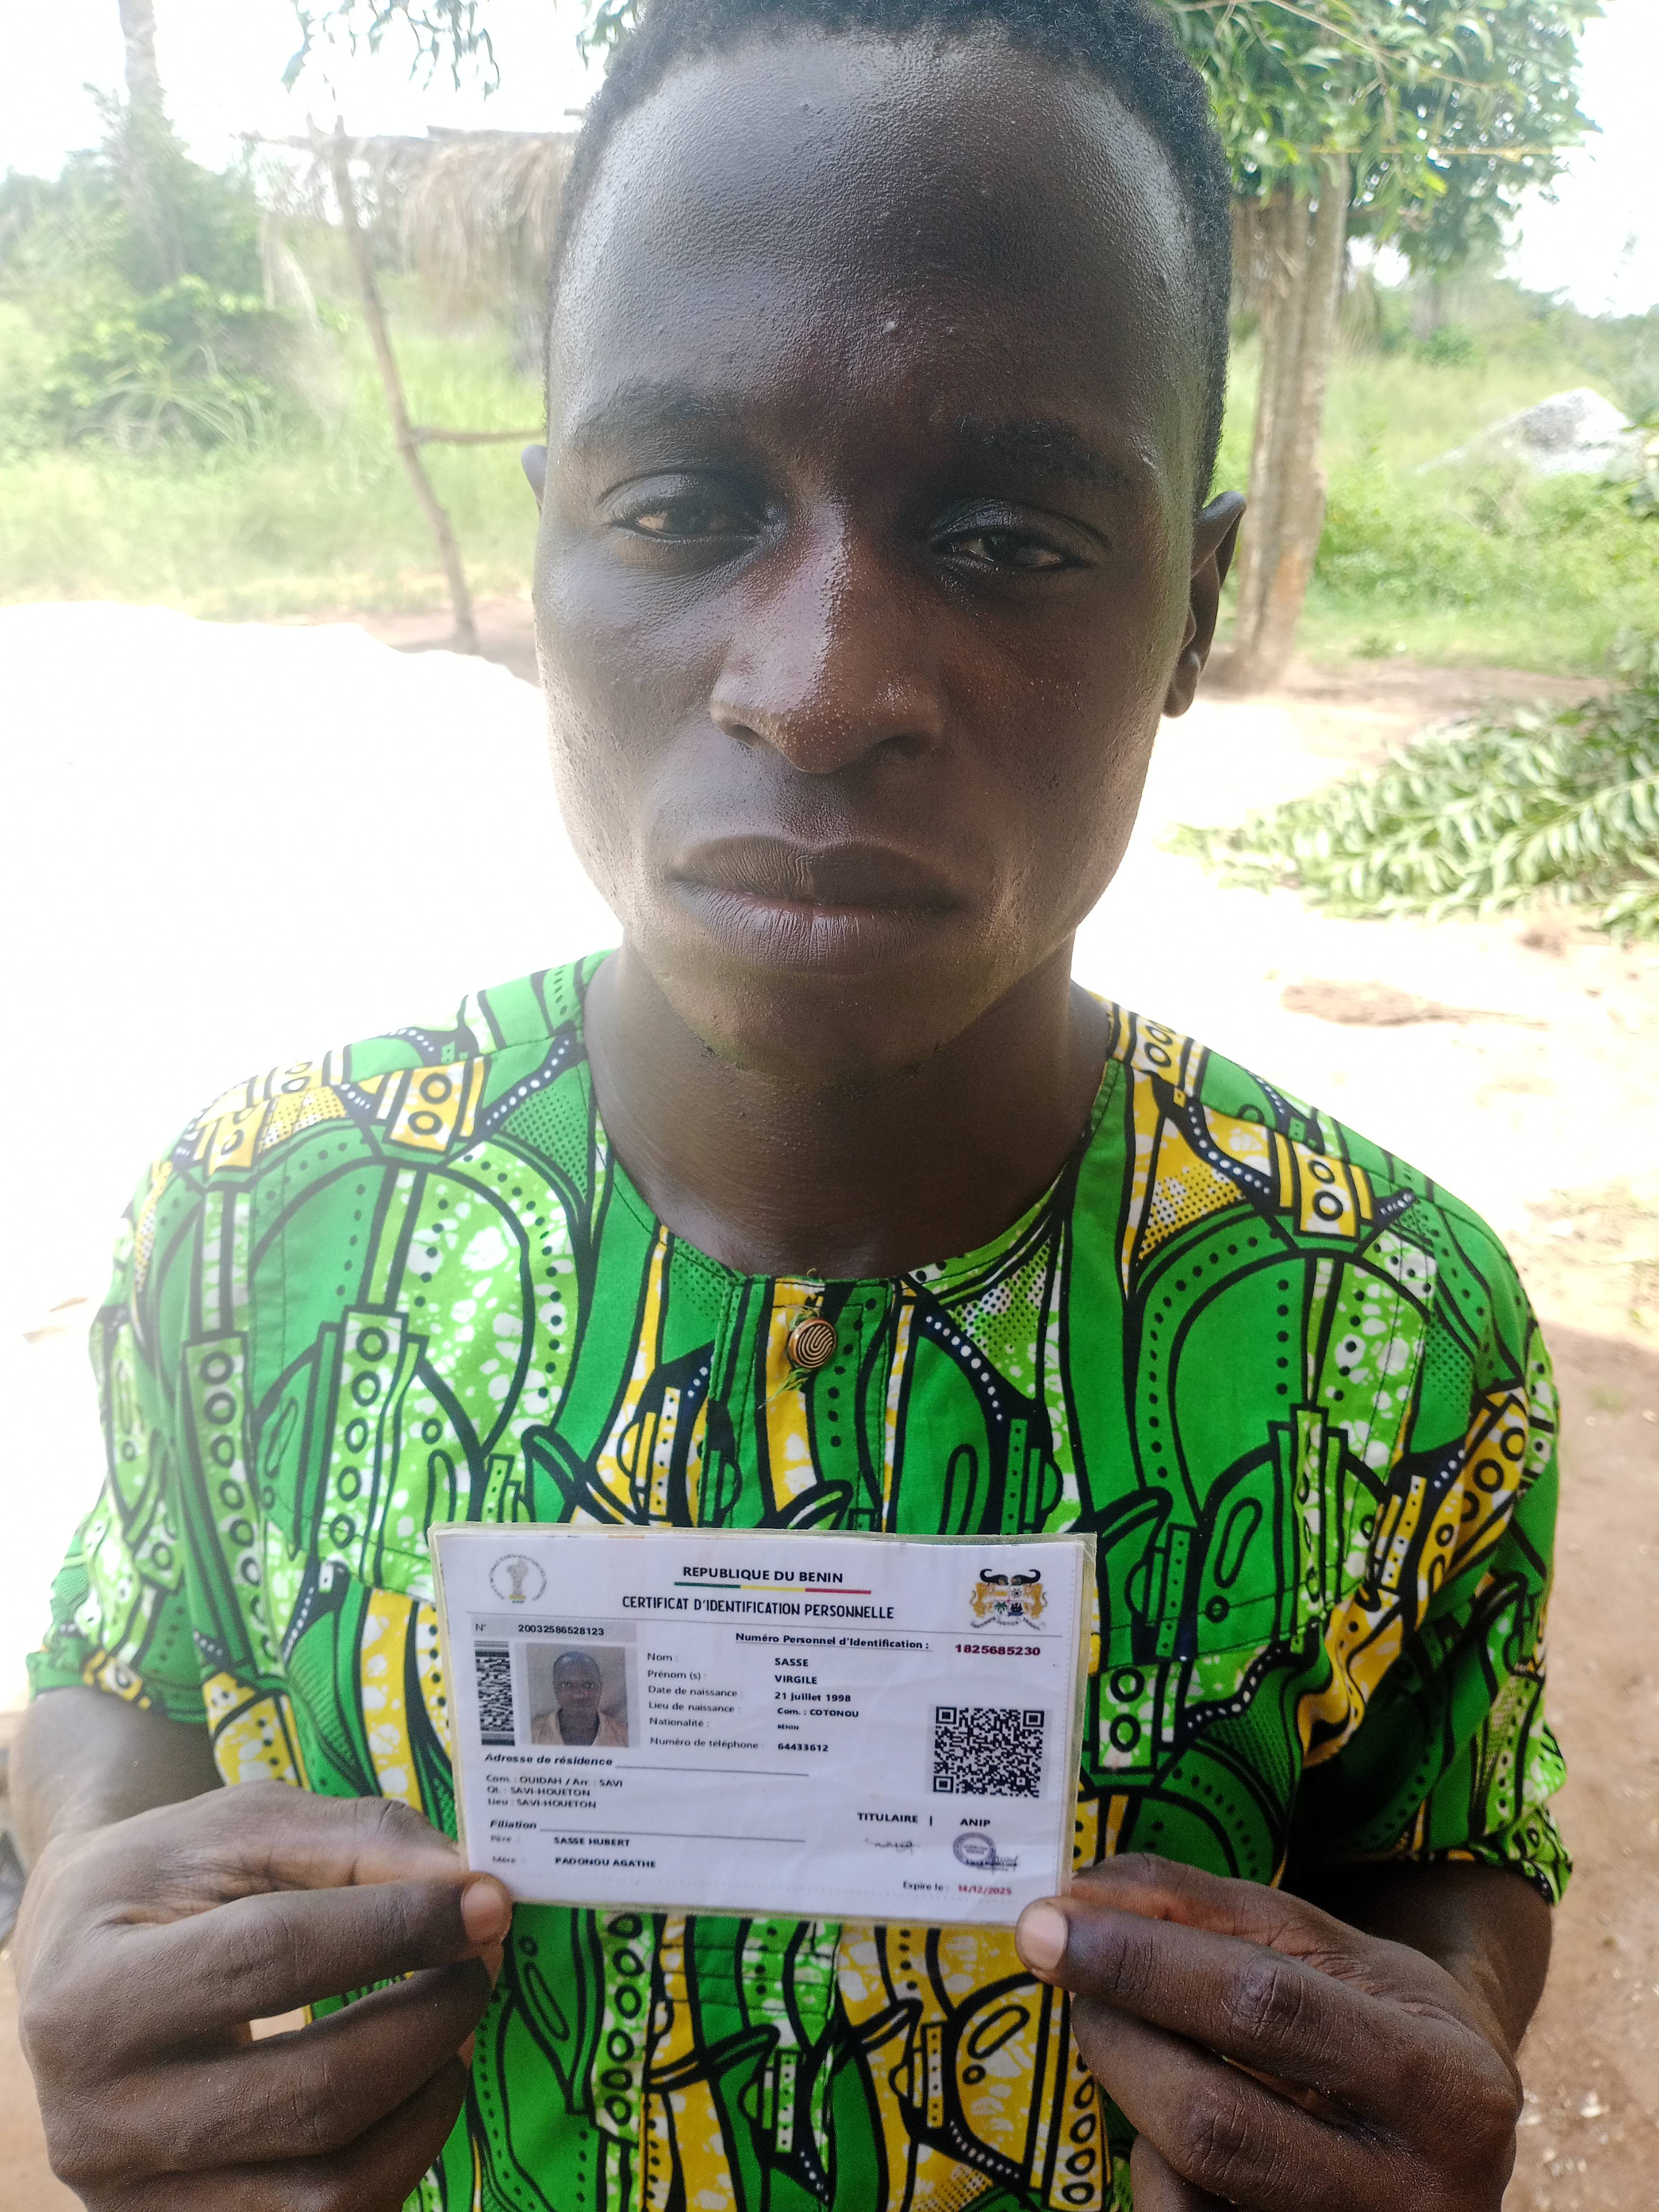 REPUBLIQUE DU BENIN
CERTIFICAT D'IDENTIFICATION PERSONNELLE
N° 20032586528123
Numéro Personnel d'Identification : 1825685230
Nom : SASSE
Prénom (s) : VIRGILE
Date de naissance : 21 juillet 1998
Lieu de naissance : Com. : COTONOU
Nationalité : BÉNIN
Numéro de téléphone : 64433612
Adresse de résidence
Com. : OUIDAH / Arr. : SAVI
Qt. : SAVI-HOUETON
Lieu : SAVI-HOUETON
TITULAIRE | ANIP
Filiation
Père : SASSE HUBERT
Mère : PADONOU AGATHE
Expire le : 14/12/2025